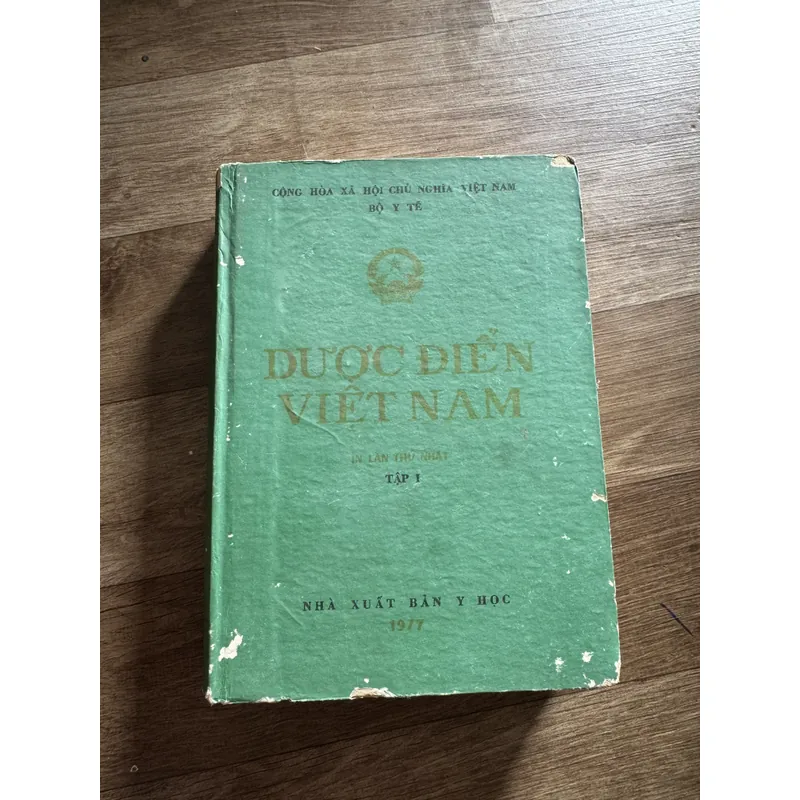 CỘNG HÒA XÃ HỘI CHỦ NGHĨA VIỆT NAM
BỘ Y TẾ
DƯỢC ĐIỂN
VIỆT NAM
IN LẦN THỨ NHẤT
TẬP I
NHÀ XUẤT BẢN Y HỌC
1977